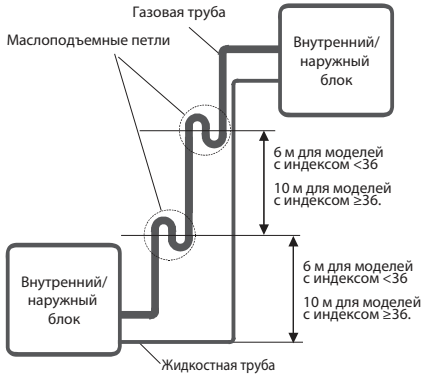 Газовая труба
Маслоподъемные петли
Внутренний/
наружный
блок
6 м для моделей
с индексом <36
10 м для моделей
с индексом ≥36.
Внутренний/
наружный
блок
6 м для моделей
с индексом <36
10 м для моделей
с индексом ≥36.
Жидкостная труба